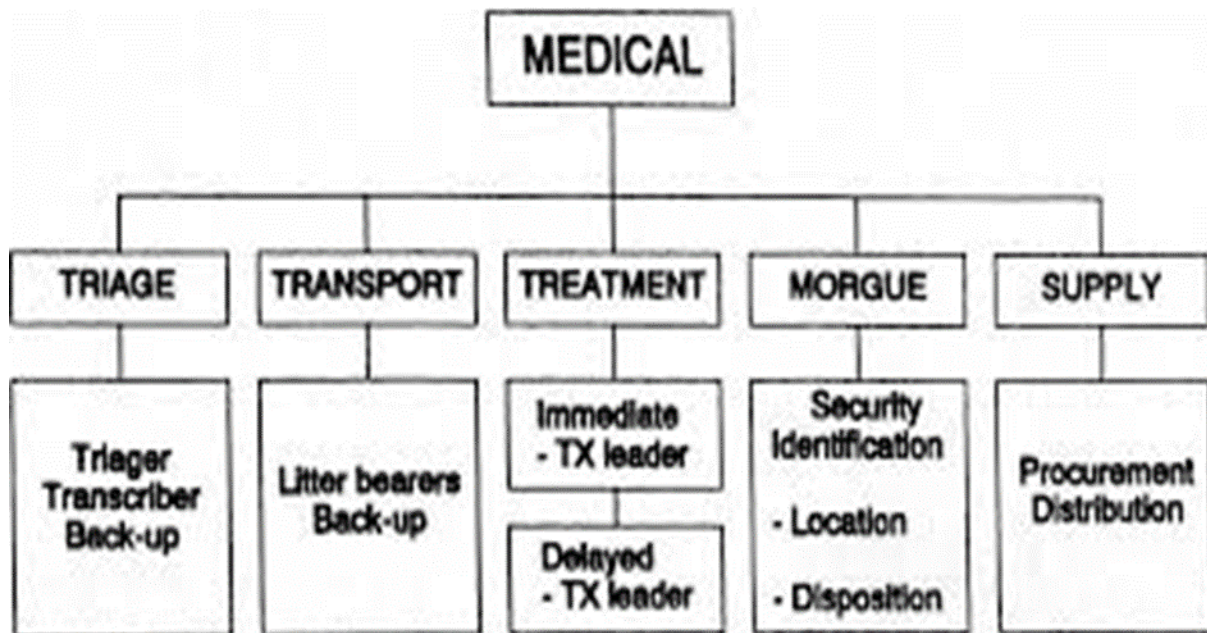 MEDICAL
TRIAGE
TRANSPORT
TREATMENT
MORGUE
SUPPLY
Triager
Transcriber
Back-up
Litter bearers
Back-up
Immediate
- TX leader
Delayed
- TX leader
Security
Identification
- Location
- Disposition
Procurement
Distribution